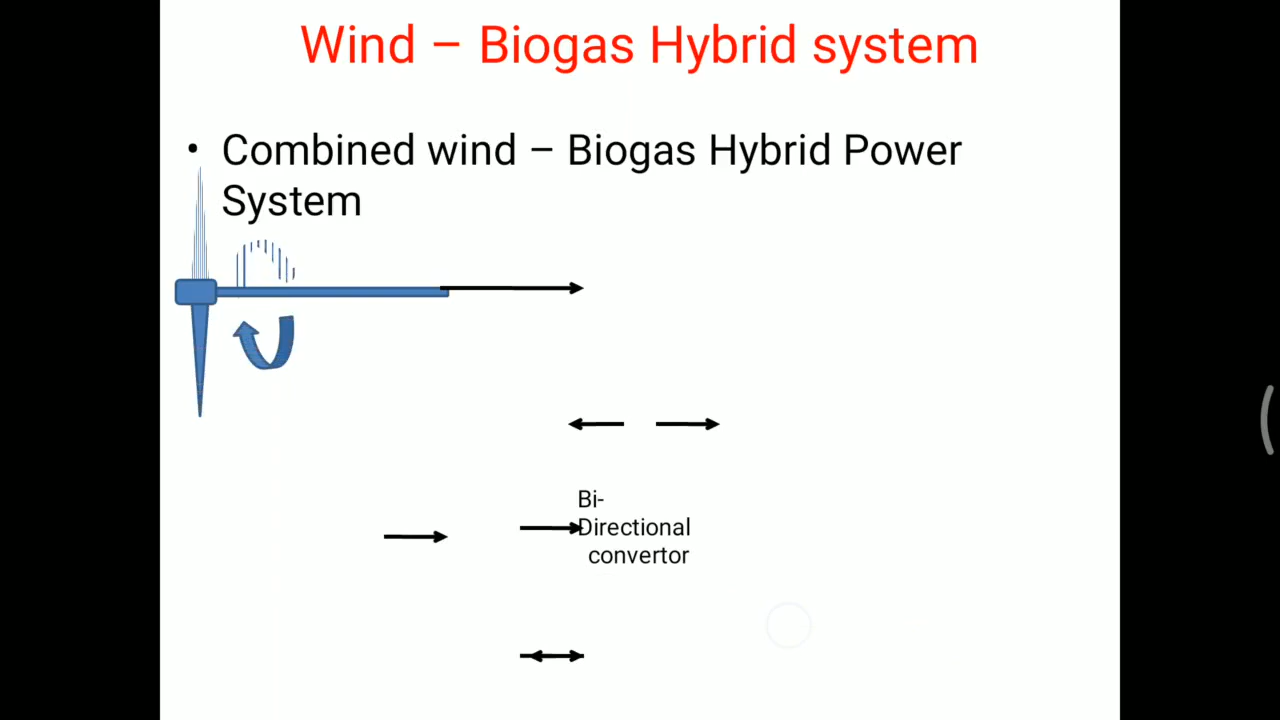 Wind – Biogas Hybrid system
• Combined wind – Biogas Hybrid Power
System
Bi-
Directional
convertor